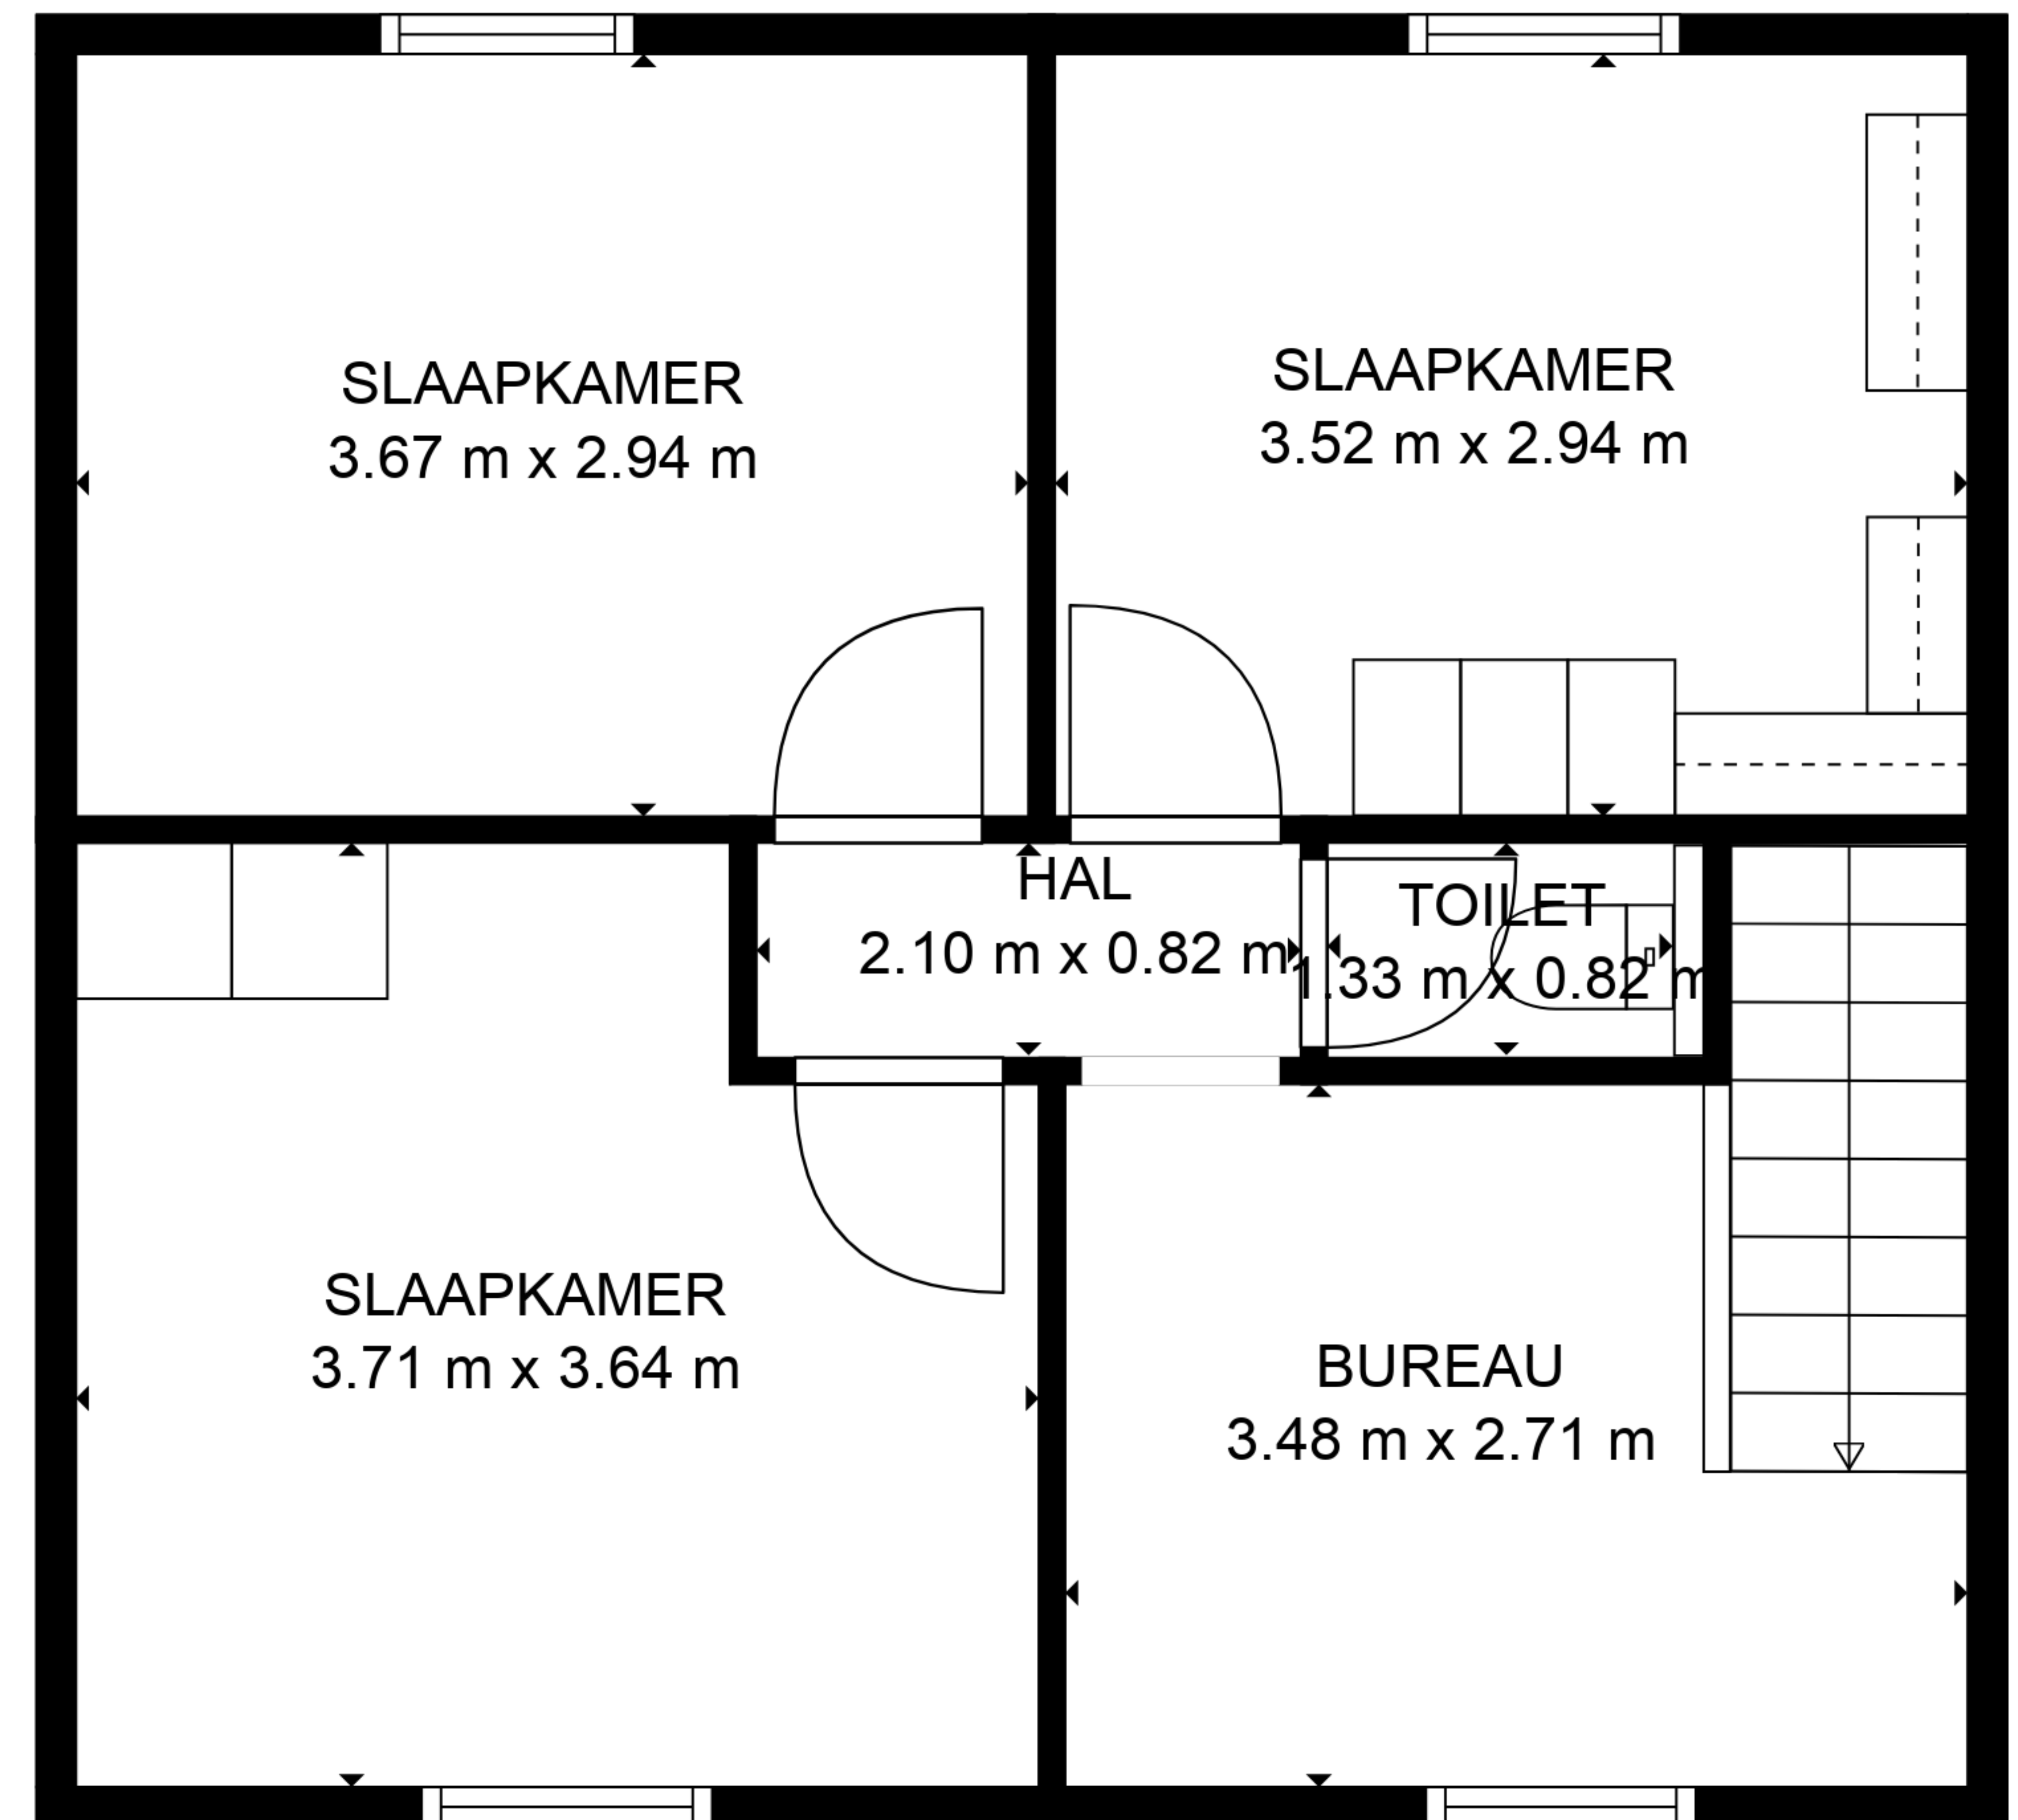 SLAAPKAMER
3.67 m x 2.94 m
SLAAPKAMER
3.52 m x 2.94 m
HAL
2.10 m x 0.82 m
TOILET
1.33 m x 0.82 m
SLAAPKAMER
3.71 m x 3.64 m
BUREAU
3.48 m x 2.71 m